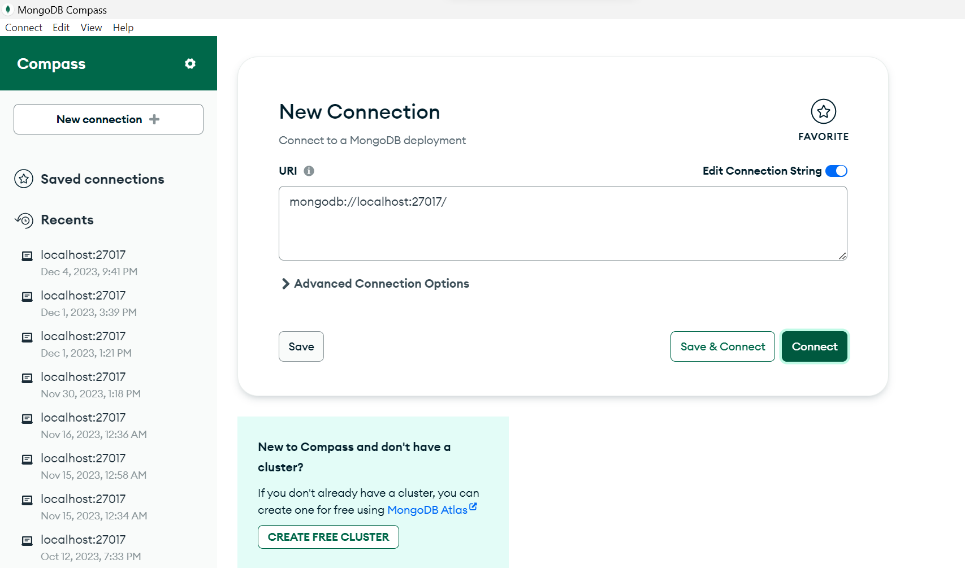 MongoDB Compass
Connect Edit View Help
Compass
New connection
Saved connections
Recents
localhost:27017
Dec 4, 2023, 9:41 PM
localhost:27017
Dec 1, 2023, 3:39 PM
localhost:27017
Dec 1, 2023, 1:21 PM
localhost:27017
Nov 30, 2023, 1:18 PM
localhost:27017
Nov 16, 2023, 12:36 AM
localhost:27017
Nov 15, 2023, 12:58 AM
localhost:27017
Nov 15, 2023, 12:34 AM
localhost:27017
Oct 12, 2023, 7:33 PM
New Connection
Connect to a MongoDB deployment
FAVORITE
URI
Edit Connection String
mongodb://localhost:27017/
Advanced Connection Options
Save
Save & Connect
Connect
New to Compass and don't have a
cluster?
If you don't already have a cluster, you can
create one for free using MongoDB Atlas
CREATE FREE CLUSTER